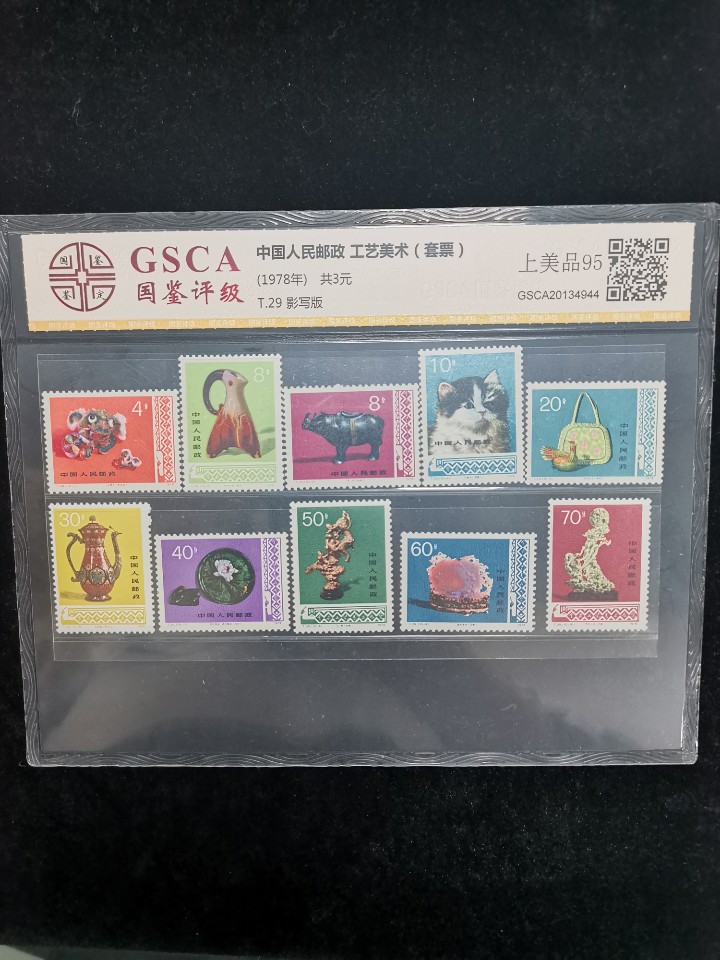 国鉴
鉴定
GSCA
国鉴评级
中国人民邮政 工艺美术（套票）
(1978年) 共3元
T.29 影写版
上美品95
GSCA20134944
4分
中国人民邮政
8分
中国人民邮政
8分
中国人民邮政
10分
中国人民邮政
20分
中国人民邮政
30分
中国人民邮政
40分
中国人民邮政
50分
中国人民邮政
60分
中国人民邮政
70分
中国人民邮政